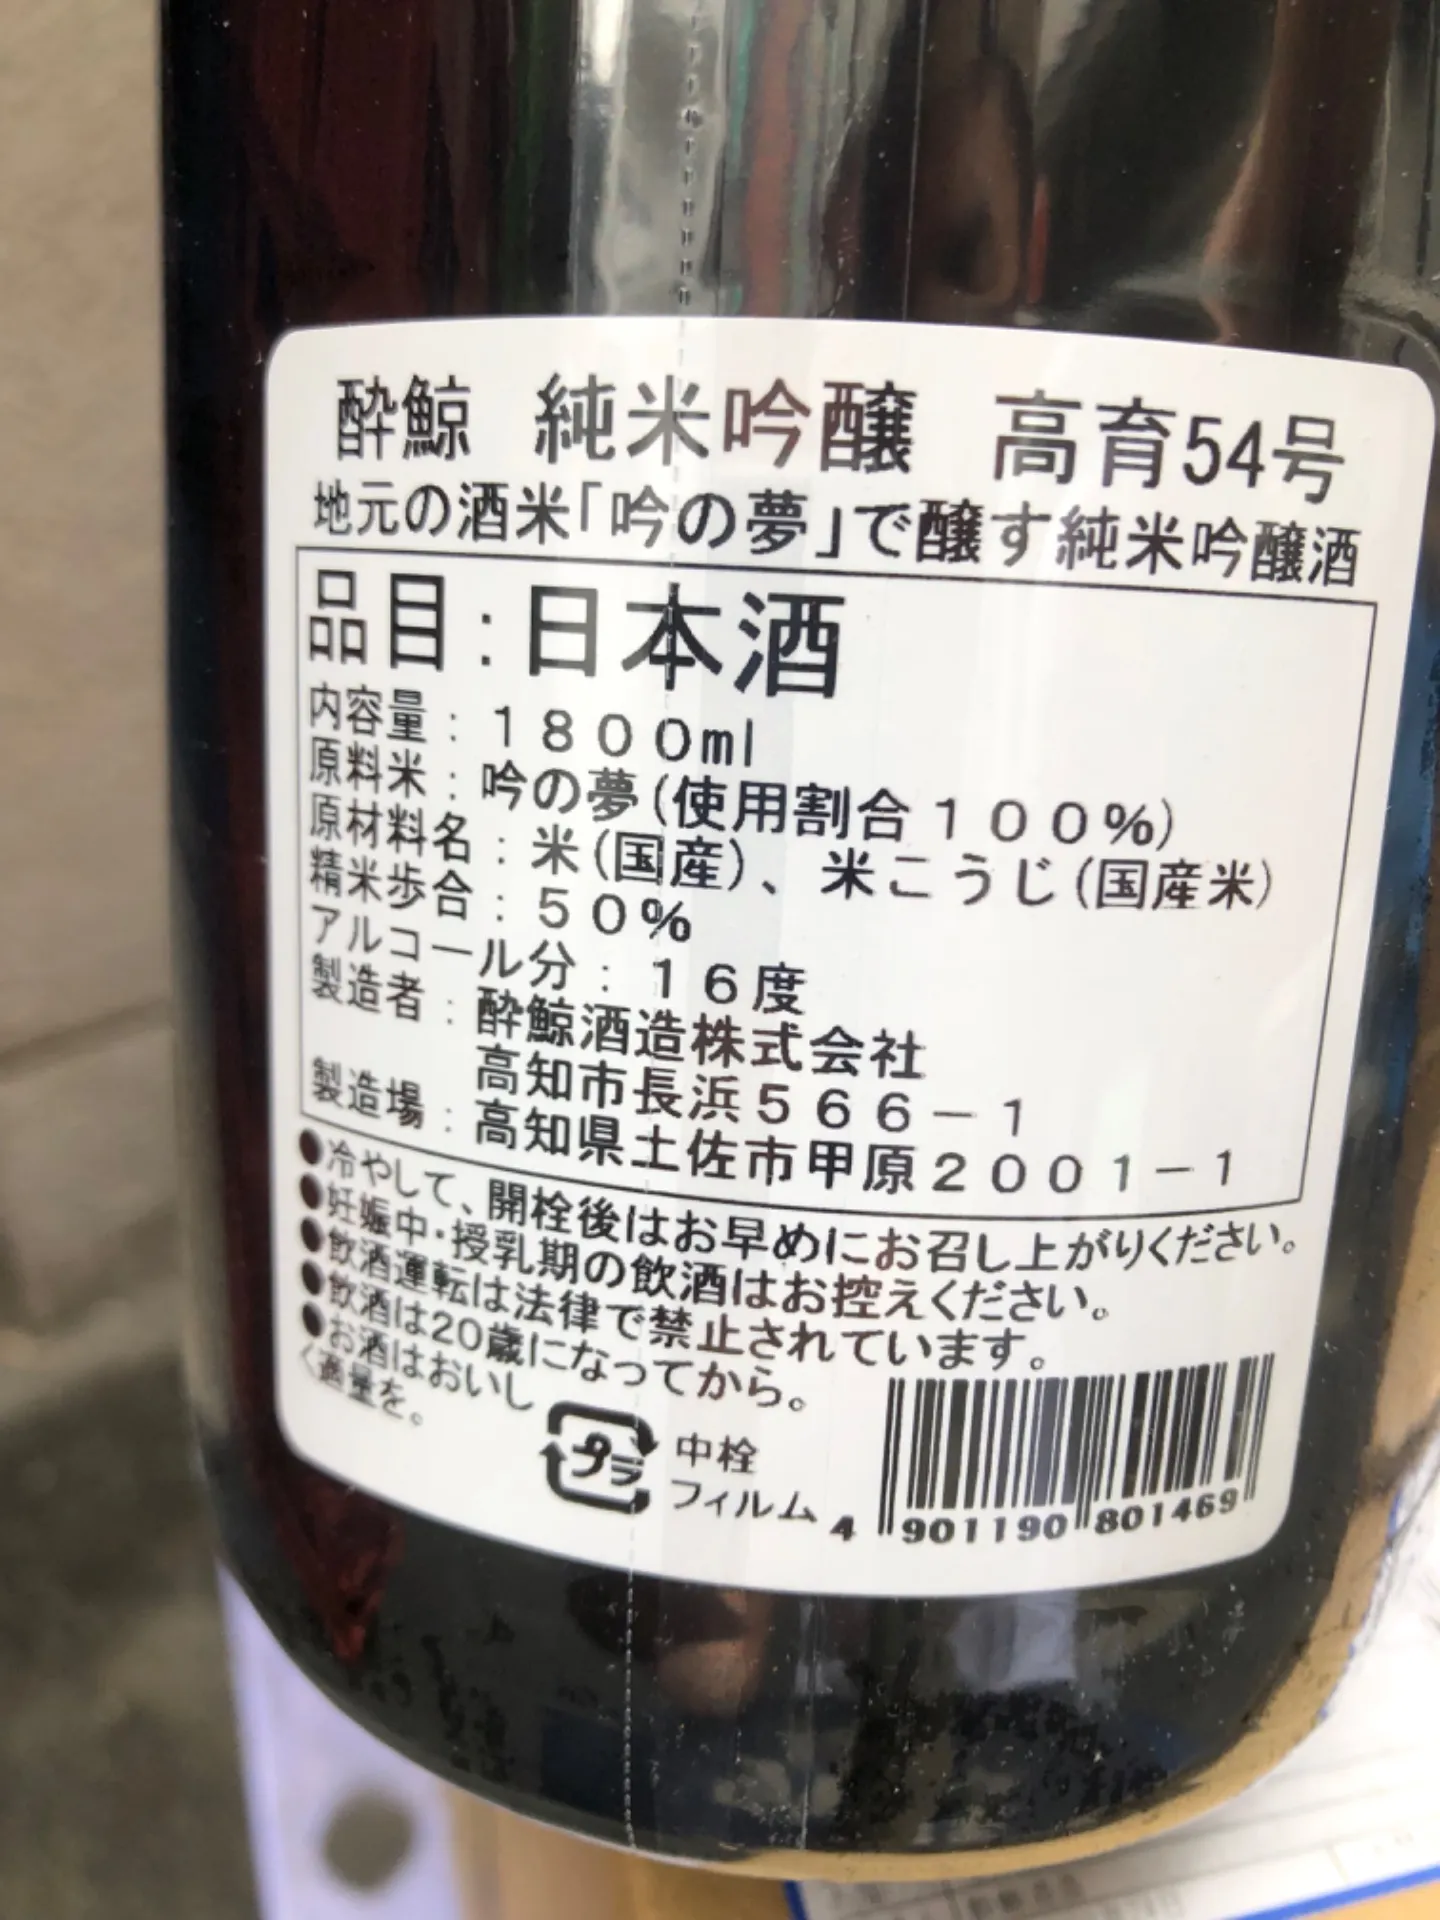 酔鯨 純米吟醸 高育54号
地元の酒米「吟の夢」で醸す純米吟醸酒
品目:日本酒
内容量:1800ml
原料米:吟の夢(使用割合100%)
原材料名:米(国産)、米こうじ(国産米)
精米歩合:50%
アルコール分:16度
製造者:酔鯨酒造株式会社
高知市長浜566-1
製造場:高知県土佐市甲原2001-1
●冷やして、開栓後はお早めにお召し上がりください。
●妊娠中・授乳期の飲酒はお控えください。
●飲酒運転は法律で禁止されています。
●飲酒は20歳になってから。
●お酒はおいし
く適量を。
プラ
中栓
フィルム
4 901190 801469